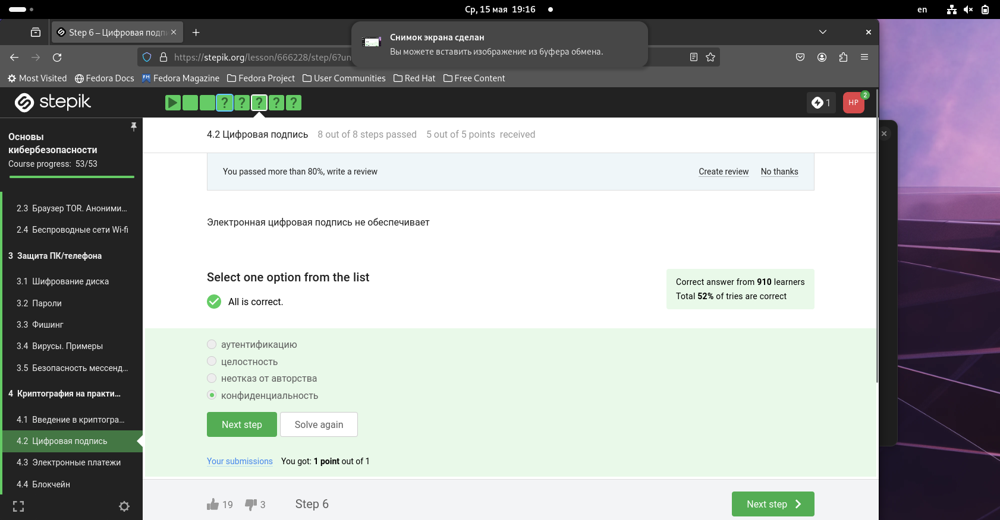 Ср, 15 мая 19:16
en
Step 6 – Цифровая подпи
Снимок экрана сделан
Вы можете вставить изображение из буфера обмена.
https://stepik.org/lesson/666228/step/6?un
Most Visited Fedora Docs Fedora Magazine Fedora Project User Communities Red Hat Free Content
stepik
? ? ? ? ?
1
HP
2
Основы
кибербезопасности
Course progress: 53/53
2.3 Браузер TOR. Аноними...
2.4 Беспроводные сети Wi-fi
3 Защита ПК/телефона
3.1 Шифрование диска
3.2 Пароли
3.3 Фишинг
3.4 Вирусы. Примеры
3.5 Безопасность мессенд...
4 Криптография на практи...
4.1 Введение в криптогра...
4.2 Цифровая подпись
4.3 Электронные платежи
4.4 Блокчейн
4.2 Цифровая подпись 8 out of 8 steps passed 5 out of 5 points received
You passed more than 80%, write a review
Create review No thanks
Электронная цифровая подпись не обеспечивает
Select one option from the list
All is correct.
Correct answer from 910 learners
Total 52% of tries are correct
аутентификацию
целостность
неотказ от авторства
конфиденциальность
Next step Solve again
Your submissions You got: 1 point out of 1
19 3 Step 6
Next step